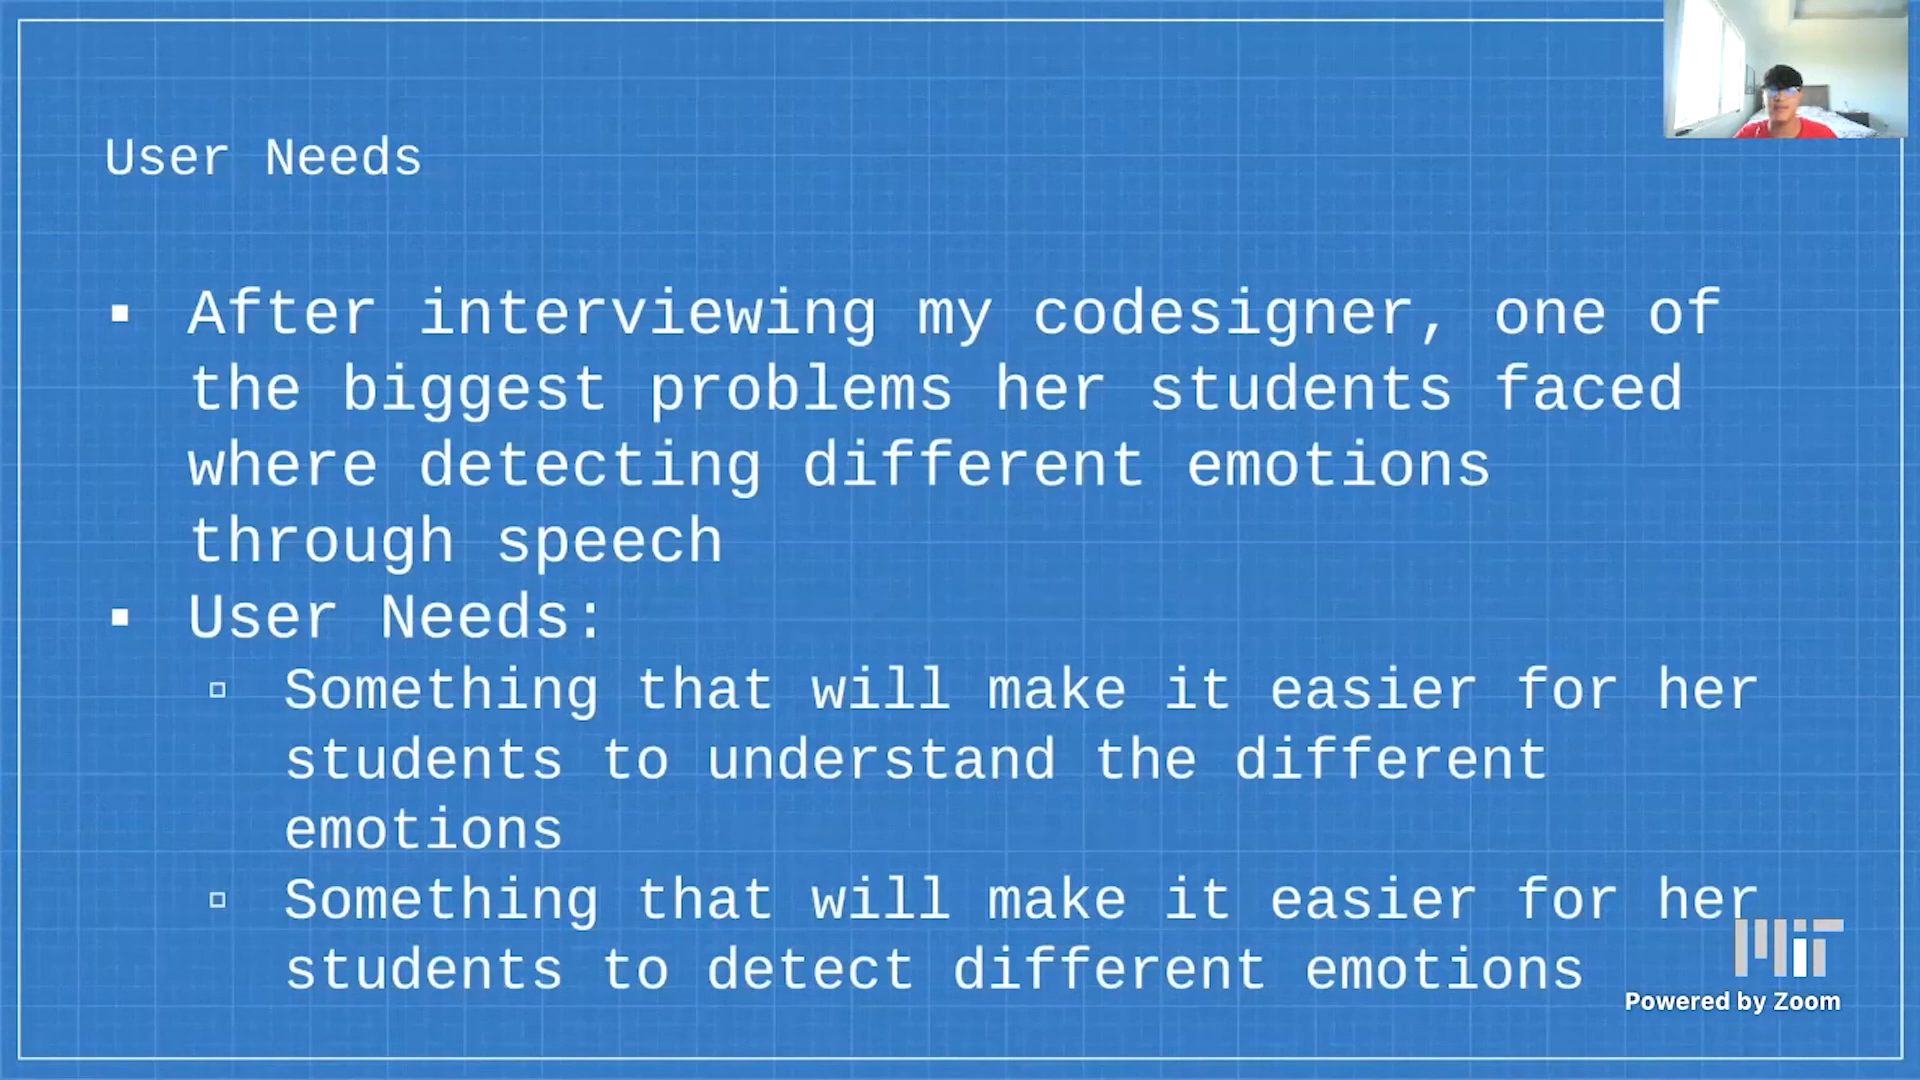 User Needs
▪ After interviewing my codesigner, one of
the biggest problems her students faced
where detecting different emotions
through speech
▪ User Needs:
▫ Something that will make it easier for her
students to understand the different
emotions
▫ Something that will make it easier for her
students to detect different emotions
MIT
Powered by Zoom